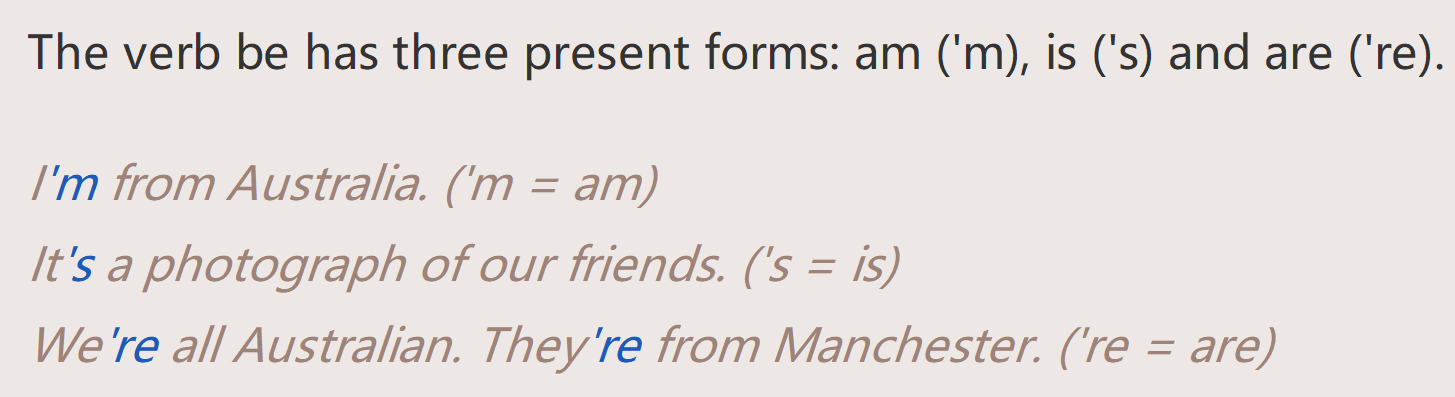 The verb be has three present forms: am ('m), is ('s) and are ('re).
I'm from Australia. ('m = am)
It's a photograph of our friends. ('s = is)
We're all Australian. They're from Manchester. ('re = are)